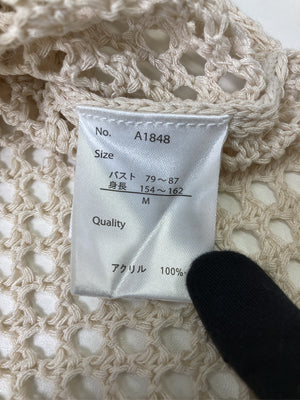 No. A1848
Size
バスト 79～87
身長 154～162
M
Quality
アクリル 100%